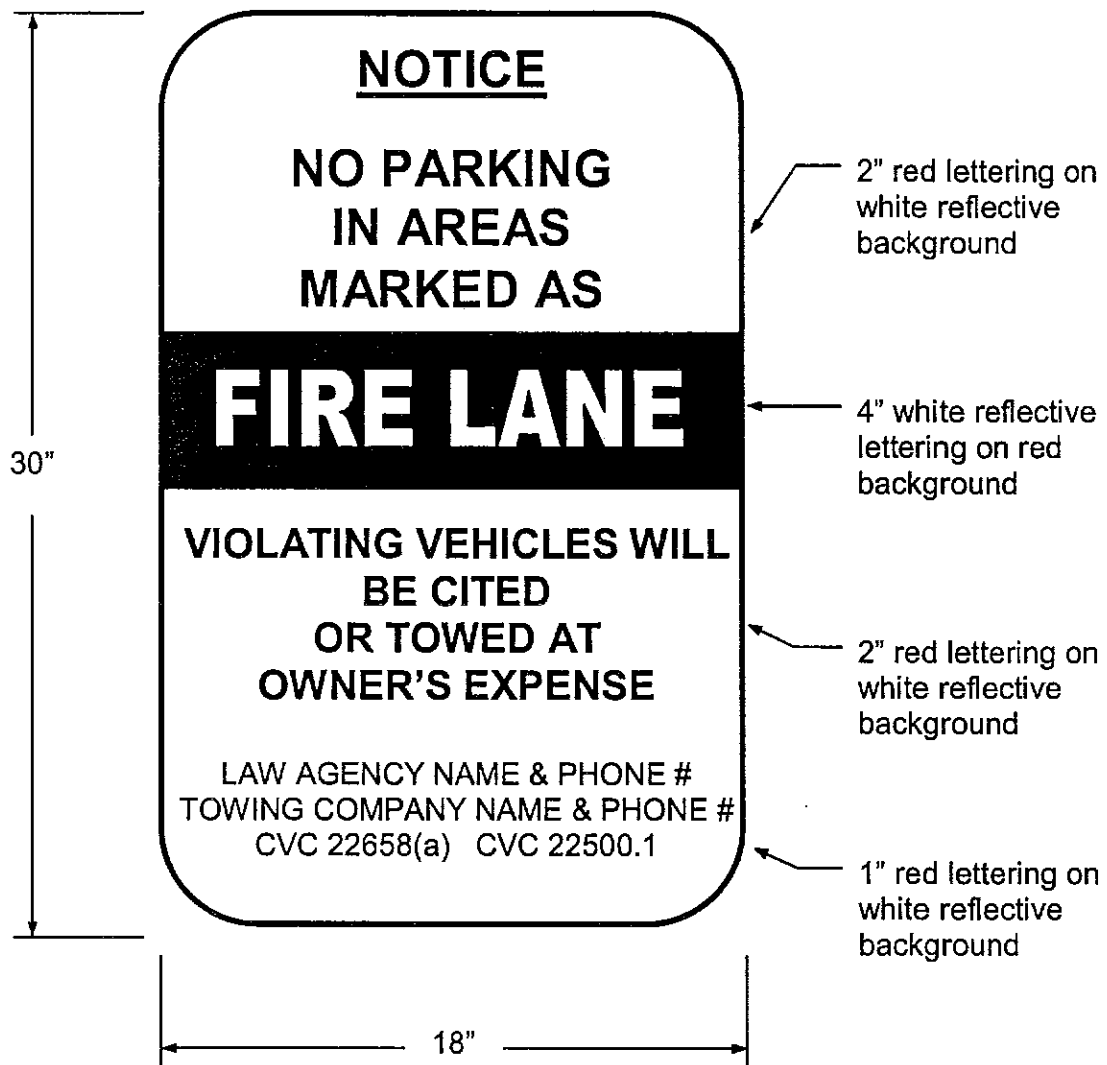 NOTICE
NO PARKING
IN AREAS
MARKED AS
FIRE LANE
VIOLATING VEHICLES WILL
BE CITED
OR TOWED AT
OWNER'S EXPENSE
LAW AGENCY NAME & PHONE #
TOWING COMPANY NAME & PHONE #
CVC 22658(a) CVC 22500.1
2" red lettering on
white reflective
background
4" white reflective
lettering on red
background
2" red lettering on
white reflective
background
1" red lettering on
white reflective
background
30"
18"